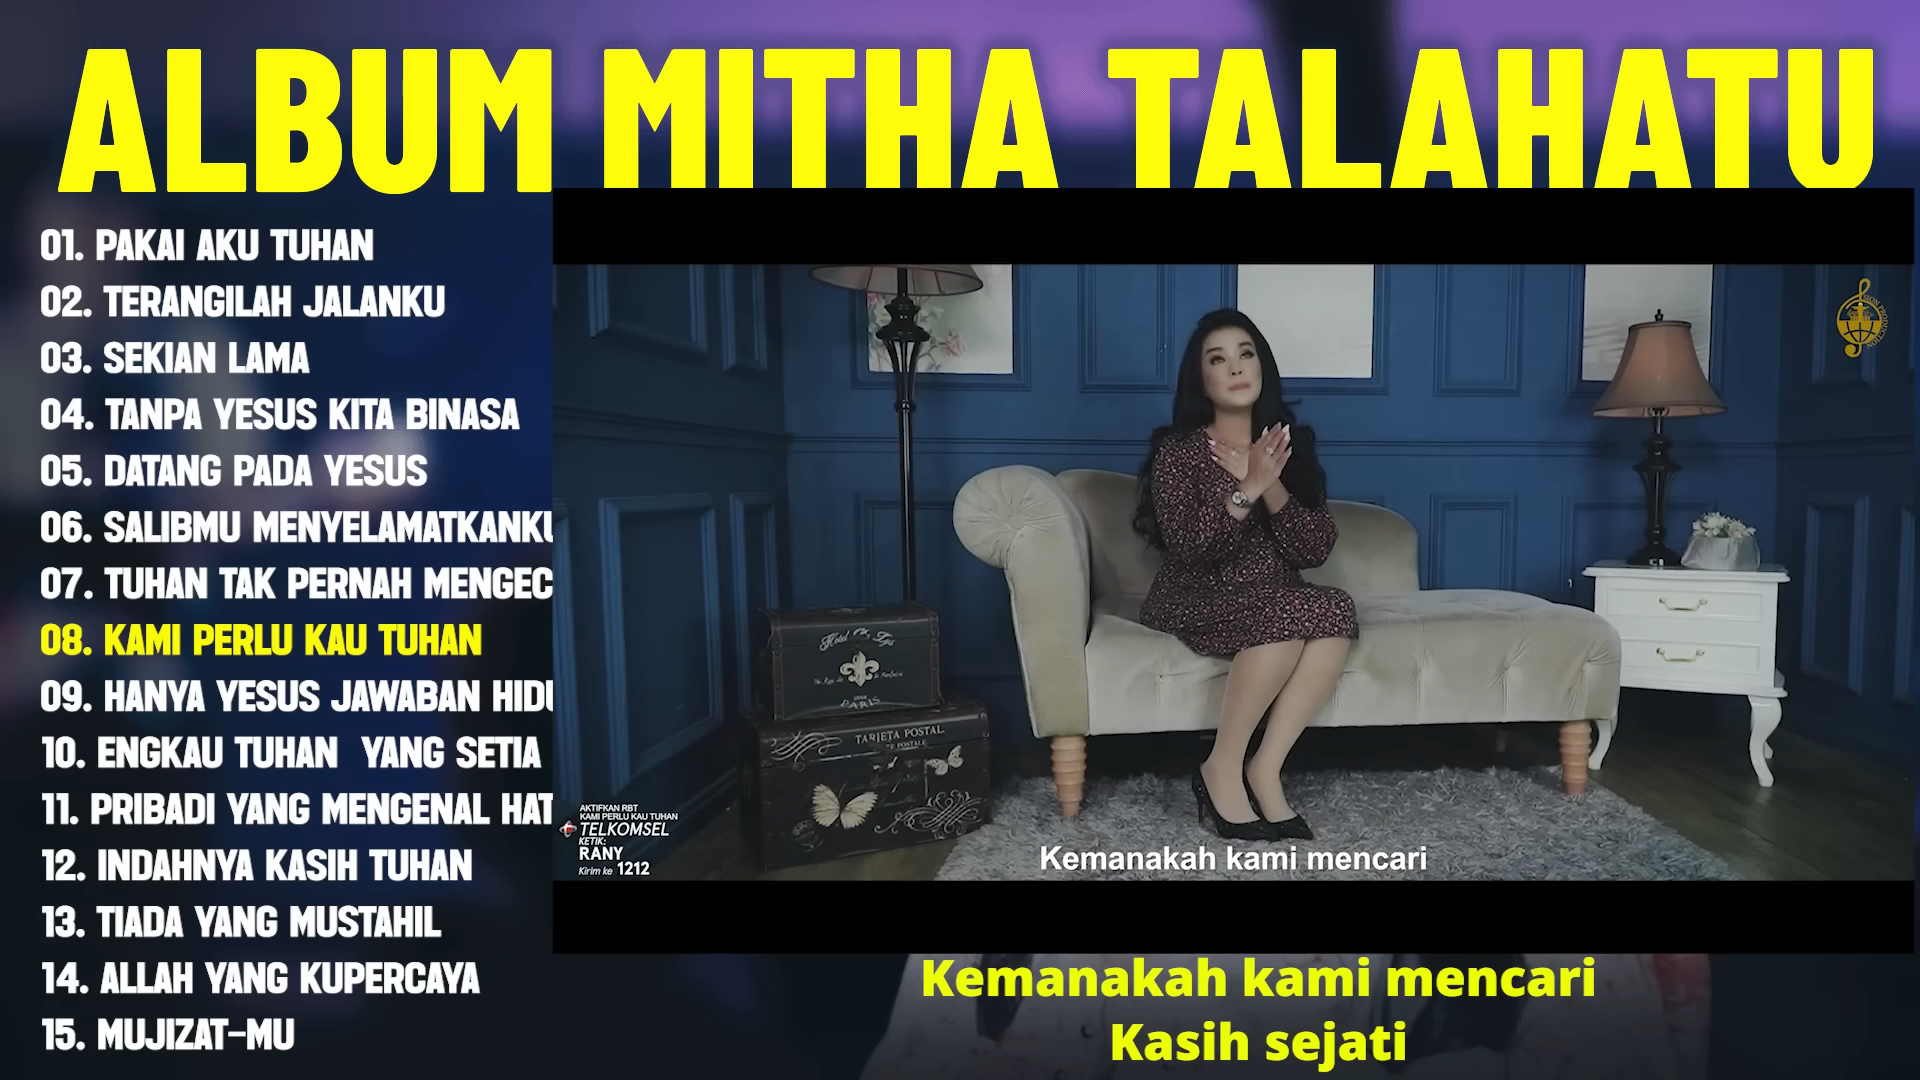 ALBUM MITHA TALAHATU
01. PAKAI AKU TUHAN
02. TERANGILAH JALANKU
03. SEKIAN LAMA
04. TANPA YESUS KITA BINASA
05. DATANG PADA YESUS
06. SALIBMU MENYELAMATKANKU
07. TUHAN TAK PERNAH MENGEC
08. KAMI PERLU KAU TUHAN
09. HANYA YESUS JAWABAN HIDU
10. ENGKAU TUHAN  YANG SETIA
11. PRIBADI YANG MENGENAL HAT
12. INDAHNYA KASIH TUHAN
13. TIADA YANG MUSTAHIL
14. ALLAH YANG KUPERCAYA
15. MUJIZAT-MU
PARIS
TARJETA POSTAL
AKTIFKAN RBT
KAMI PERLU KAU TUHAN
TELKOMSEL
KETIK:
RANY
Kirim ke 1212
Kemanakah kami mencari
Kemanakah kami mencari
Kasih sejati